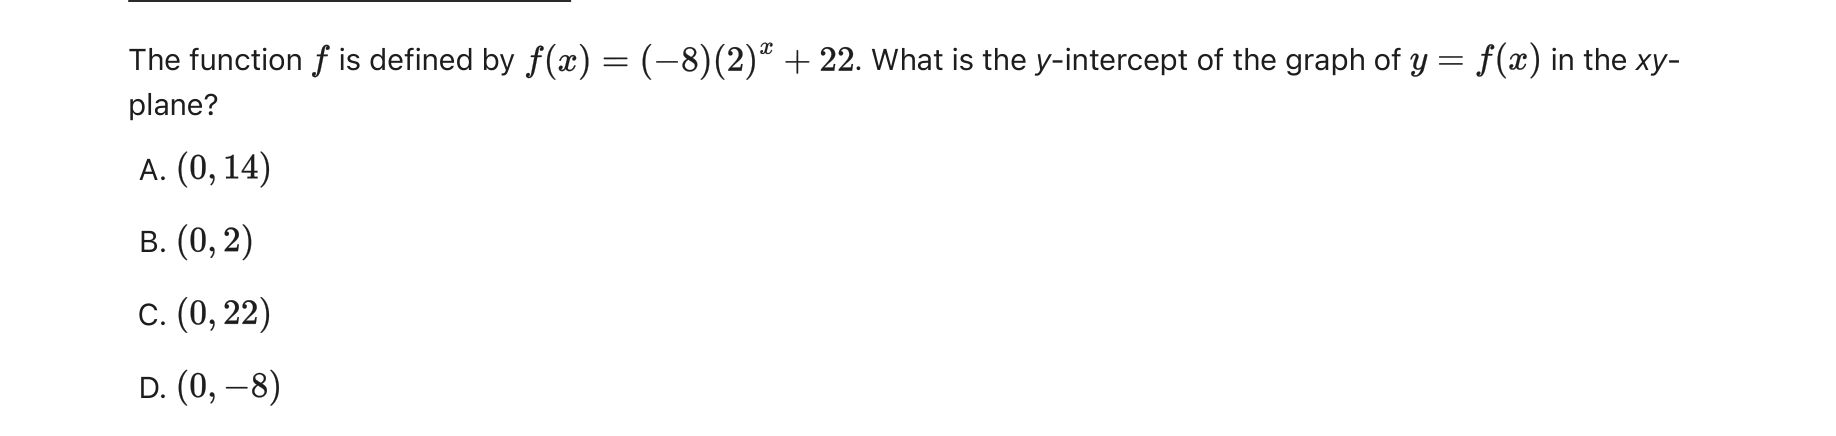 The function f is defined by f(x) = (−8)(2)ˣ + 22. What is the y-intercept of the graph of y = f(x) in the xy-
plane?
A. (0, 14)
B. (0, 2)
C. (0, 22)
D. (0, −8)